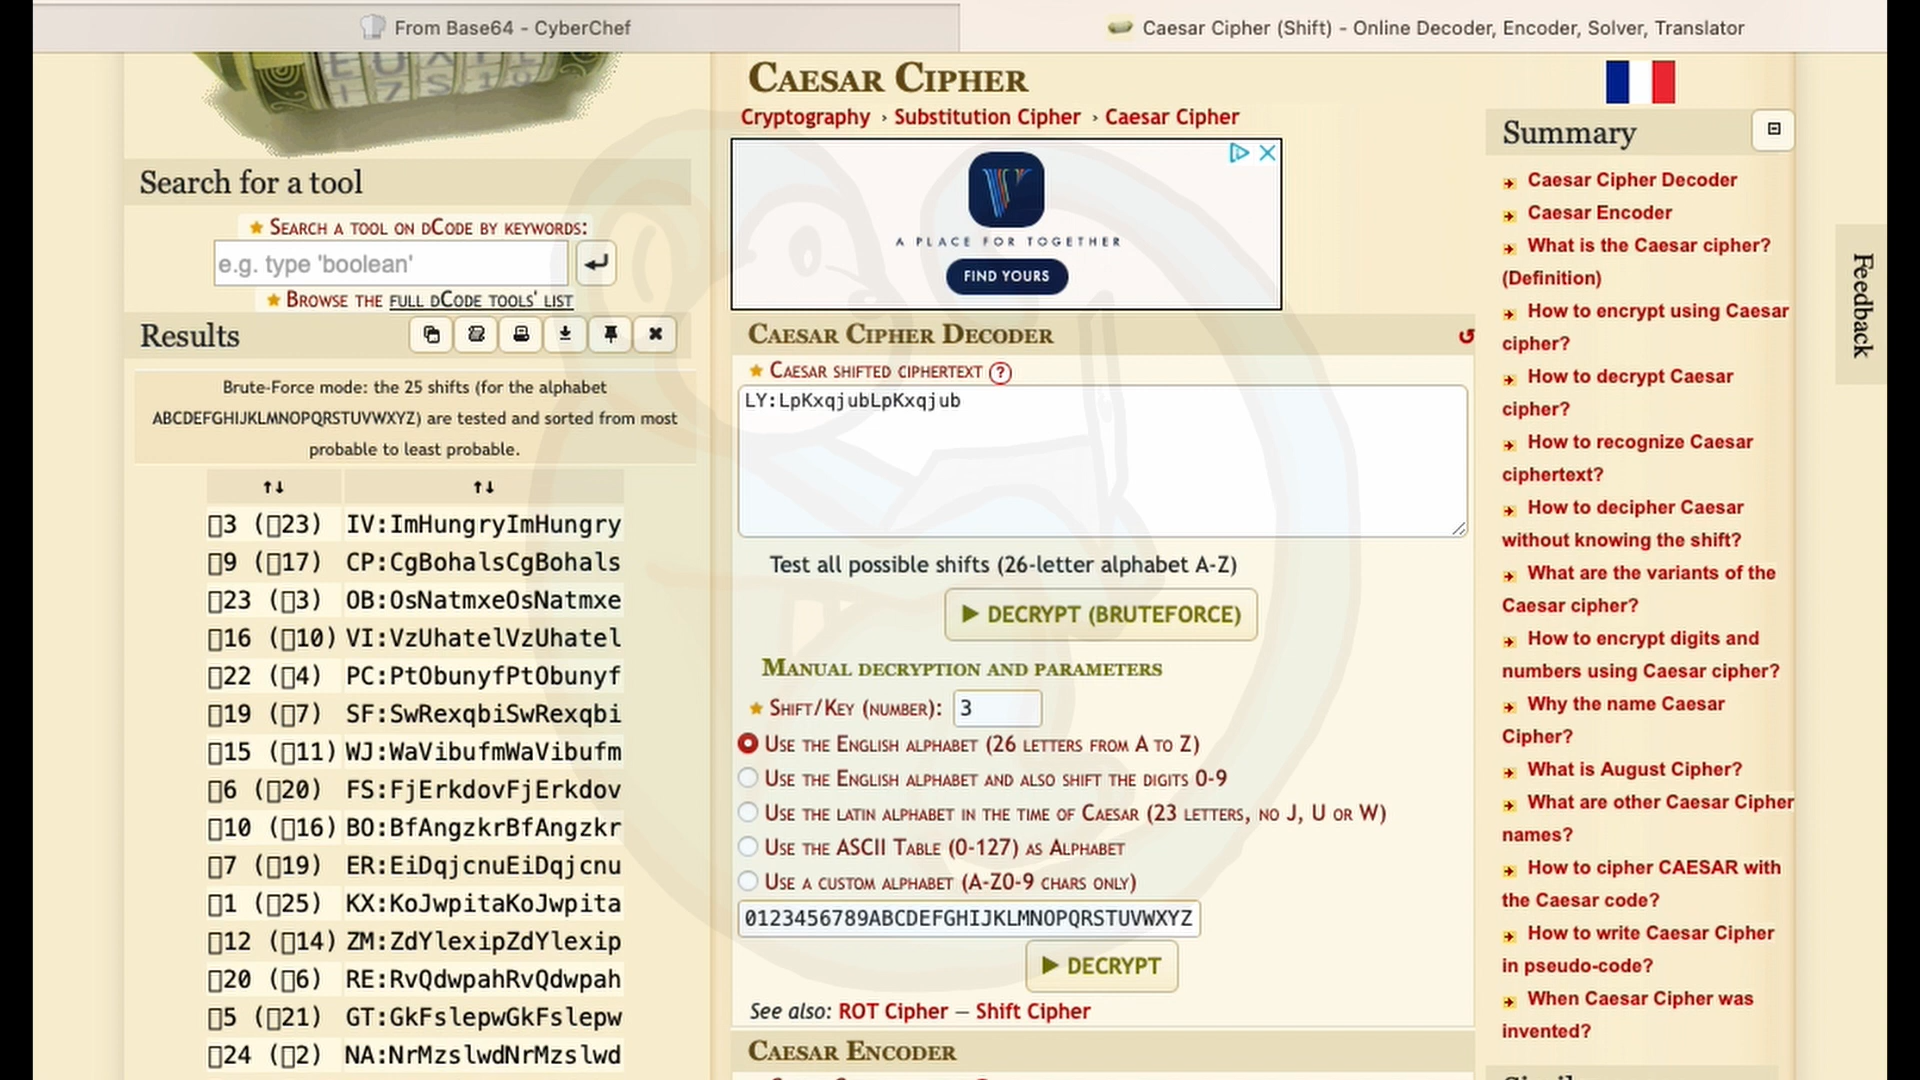 From Base64 - CyberChef
Caesar Cipher (Shift) - Online Decoder, Encoder, Solver, Translator
Search for a tool
Search a tool on dCode by keywords:
e.g. type 'boolean'
Browse the full dCode tools' list
Results
Brute-Force mode: the 25 shifts (for the alphabet
ABCDEFGHIJKLMNOPQRSTUVWXYZ) are tested and sorted from most
probable to least probable.
↑↓ ↑↓
3 (23) IV:ImHungryImHungry
9 (17) CP:CgBohalsCgBohals
23 (3) OB:OsNatmxeOsNatmxe
16 (10) VI:VzUhatelVzUhatel
22 (4) PC:PtObunyfPtObunyf
19 (7) SF:SwRexqbiSwRexqbi
15 (11) WJ:WaVibufmWaVibufm
6 (20) FS:FjErkdovFjErkdov
10 (16) BO:BfAngzkrBfAngzkr
7 (19) ER:EiDqjcnuEiDqjcnu
1 (25) KX:KoJwpitaKoJwpita
12 (14) ZM:ZdYlexipZdYlexip
20 (6) RE:RvQdwpahRvQdwpah
5 (21) GT:GkFslepwGkFslepw
24 (2) NA:NrMzslwdNrMzslwd
Caesar Cipher
Cryptography › Substitution Cipher › Caesar Cipher
A PLACE FOR TOGETHER
FIND YOURS
Caesar Cipher Decoder
Caesar shifted ciphertext ?
LY:LpKxqjubLpKxqjub
Test all possible shifts (26-letter alphabet A-Z)
▶ DECRYPT (BRUTEFORCE)
Manual decryption and parameters
Shift/Key (number): 3
Use the English alphabet (26 letters from A to Z)
Use the English alphabet and also shift the digits 0-9
Use the latin alphabet in the time of Caesar (23 letters, no J, U or W)
Use the ASCII Table (0-127) as Alphabet
Use a custom alphabet (A-Z0-9 chars only)
0123456789ABCDEFGHIJKLMNOPQRSTUVWXYZ
▶ DECRYPT
See also: ROT Cipher — Shift Cipher
Caesar Encoder
Summary
Caesar Cipher Decoder
Caesar Encoder
What is the Caesar cipher?
(Definition)
How to encrypt using Caesar
cipher?
How to decrypt Caesar
cipher?
How to recognize Caesar
ciphertext?
How to decipher Caesar
without knowing the shift?
What are the variants of the
Caesar cipher?
How to encrypt digits and
numbers using Caesar cipher?
Why the name Caesar
Cipher?
What is August Cipher?
What are other Caesar Cipher
names?
How to cipher CAESAR with
the Caesar code?
How to write Caesar Cipher
in pseudo-code?
When Caesar Cipher was
invented?
Feedback